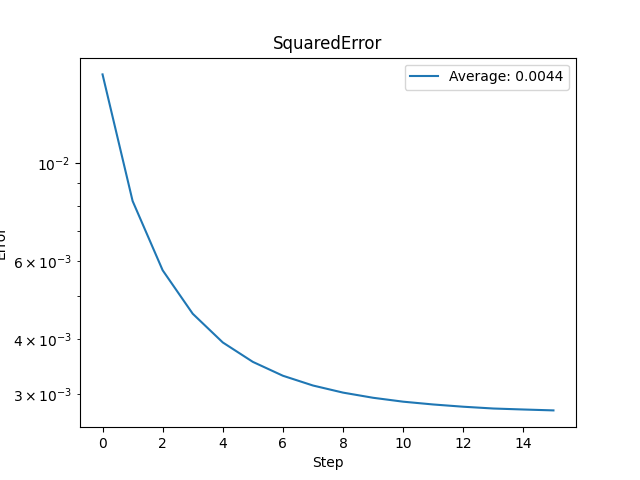 SquaredError
Average: 0.0044
10⁻²
6 × 10⁻³
4 × 10⁻³
3 × 10⁻³
Error
0 2 4 6 8 10 12 14
Step